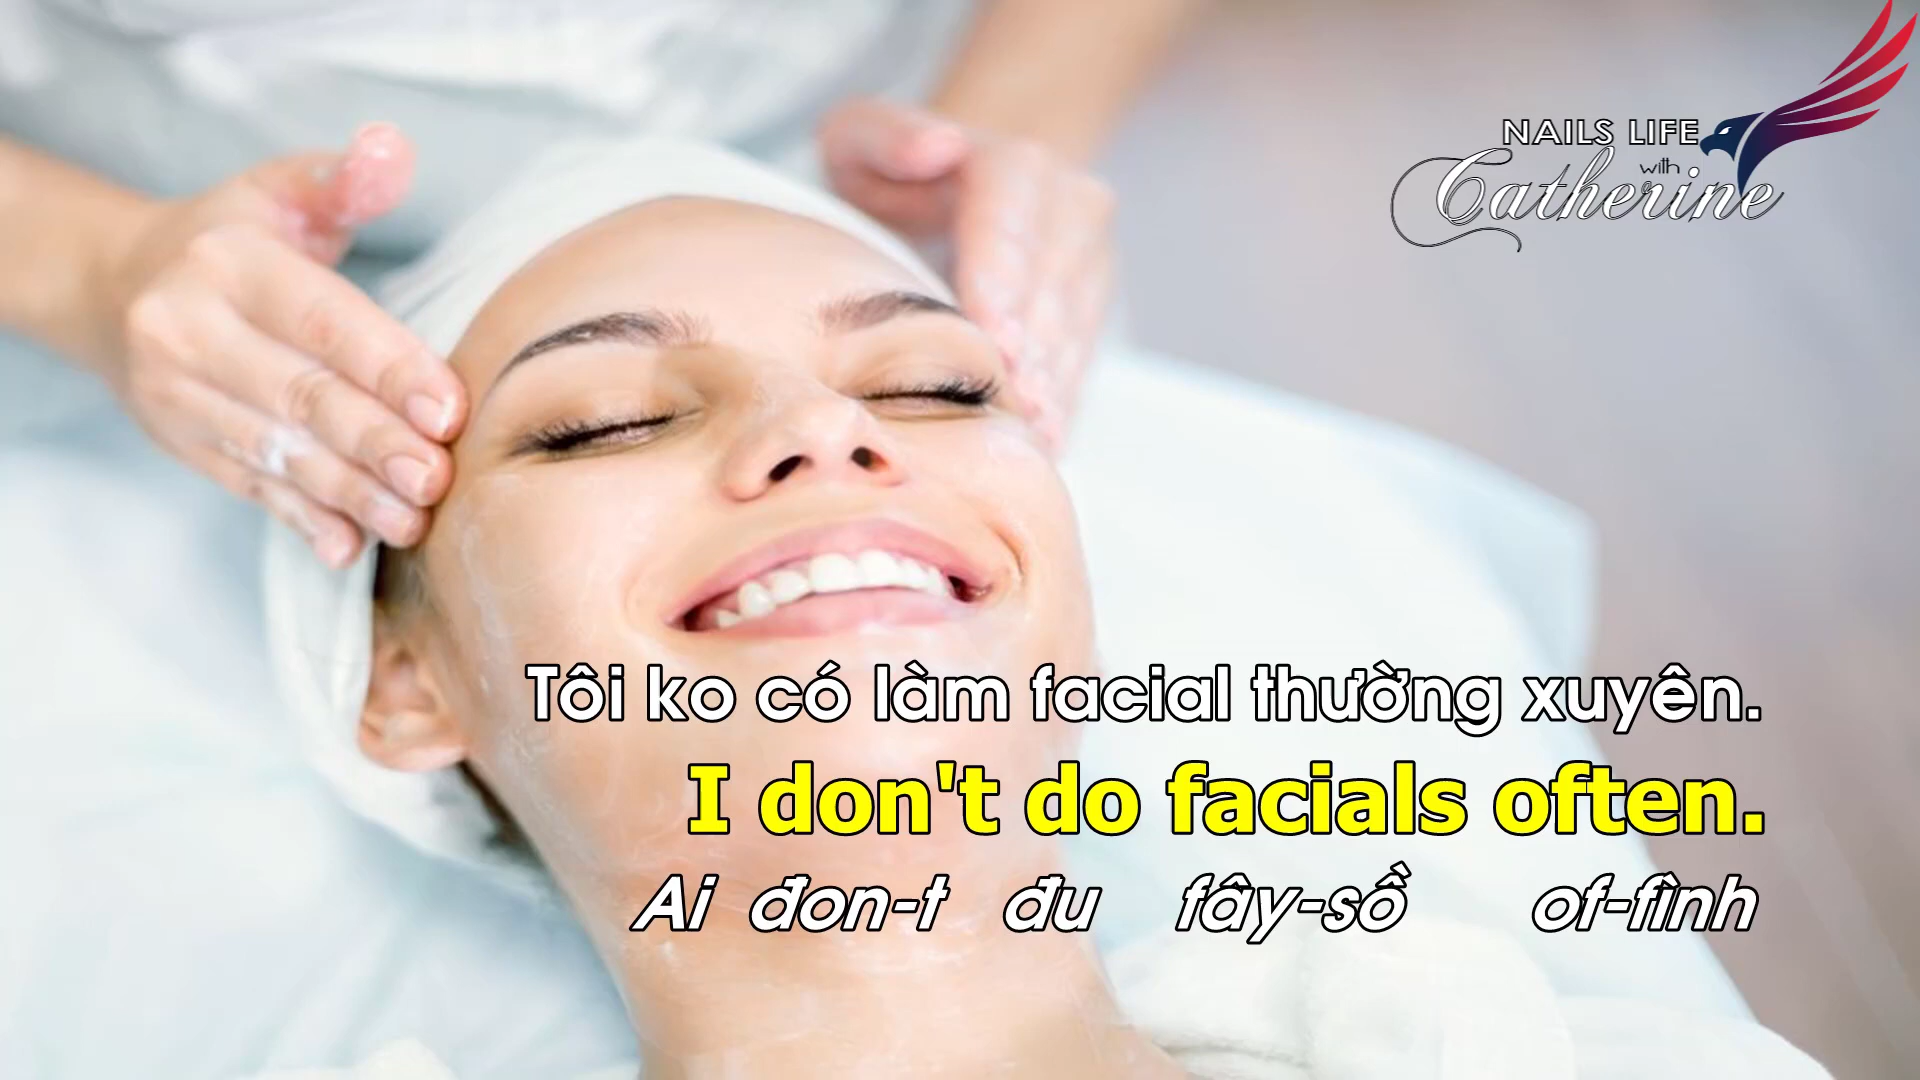 NAILS LIFE
with
Catherine
Tôi ko có làm facial thường xuyên.
I don't do facials often.
Ai đon-t đu fây-sồ of-fình